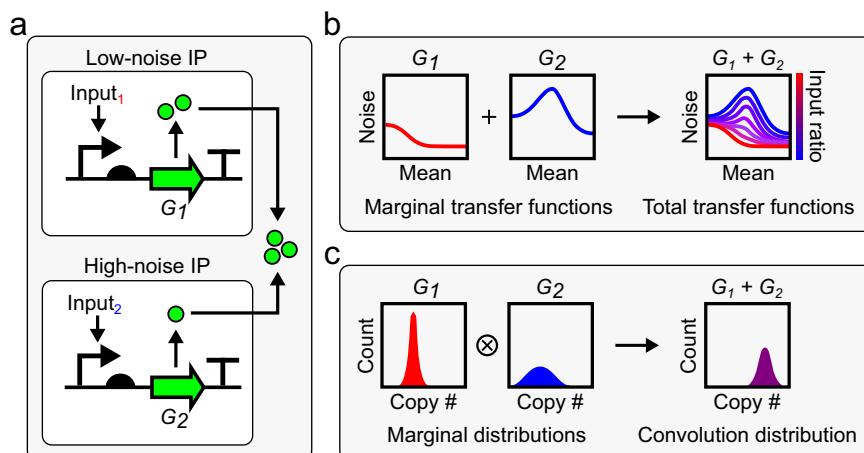 a
Low-noise IP
Input1
G1
High-noise IP
Input2
G2
b
G1 G2 G1 + G2
Noise
+
Noise
Input ratio
Mean Mean Mean
Marginal transfer functions Total transfer functions
c
G1 G2 G1 + G2
Count
⊗
Count
Copy # Copy # Copy #
Marginal distributions Convolution distribution